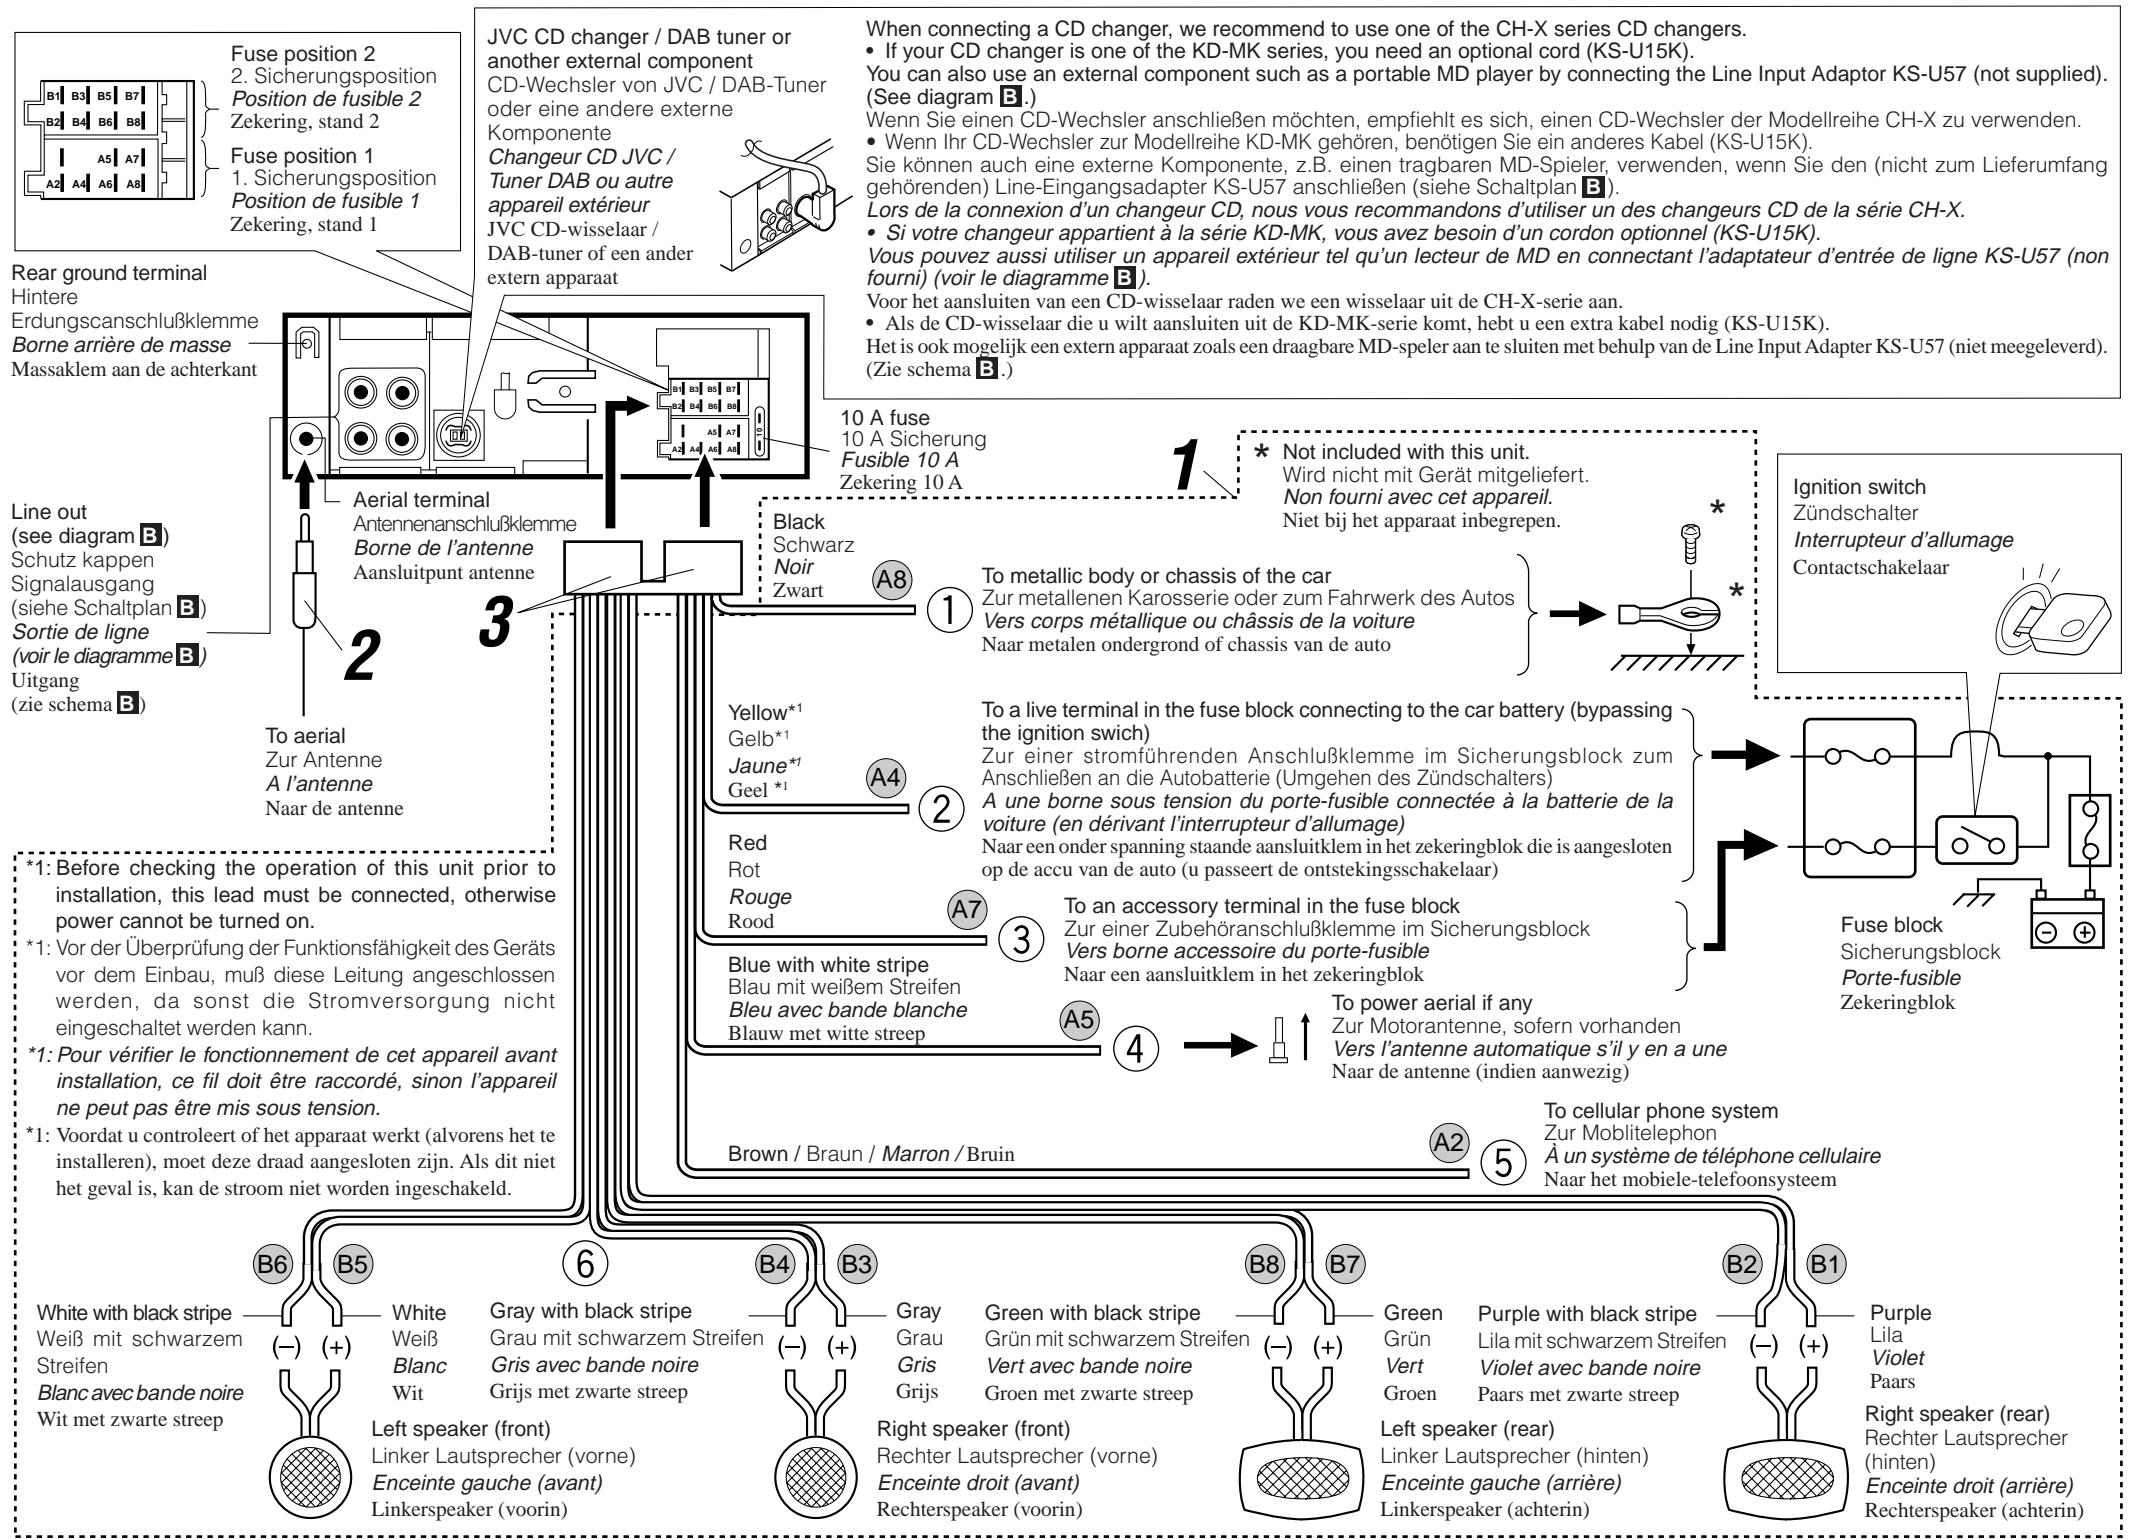 B1 B3 B5 B7
B2 B4 B6 B8
A5 A7
A2 A4 A6 A8
Fuse position 2
2. Sicherungsposition
Position de fusible 2
Zekering, stand 2
Fuse position 1
1. Sicherungsposition
Position de fusible 1
Zekering, stand 1
JVC CD changer / DAB tuner or
another external component
CD-Wechsler von JVC / DAB-Tuner
oder eine andere externe
Komponente
Changeur CD JVC /
Tuner DAB ou autre
appareil extérieur
JVC CD-wisselaar /
DAB-tuner of een ander
extern apparaat
When connecting a CD changer, we recommend to use one of the CH-X series CD changers.
• If your CD changer is one of the KD-MK series, you need an optional cord (KS-U15K).
You can also use an external component such as a portable MD player by connecting the Line Input Adaptor KS-U57 (not supplied).
(See diagram B .)
Wenn Sie einen CD-Wechsler anschließen möchten, empfiehlt es sich, einen CD-Wechsler der Modellreihe CH-X zu verwenden.
• Wenn Ihr CD-Wechsler zur Modellreihe KD-MK gehören, benötigen Sie ein anderes Kabel (KS-U15K).
Sie können auch eine externe Komponente, z.B. einen tragbaren MD-Spieler, verwenden, wenn Sie den (nicht zum Lieferumfang
gehörenden) Line-Eingangsadapter KS-U57 anschließen (siehe Schaltplan B ).
Lors de la connexion d'un changeur CD, nous vous recommandons d'utiliser un des changeurs CD de la série CH-X.
• Si votre changeur appartient à la série KD-MK, vous avez besoin d'un cordon optionnel (KS-U15K).
Vous pouvez aussi utiliser un appareil extérieur tel qu'un lecteur de MD en connectant l'adaptateur d'entrée de ligne KS-U57 (non
fourni) (voir le diagramme B ).
Voor het aansluiten van een CD-wisselaar raden we een wisselaar uit de CH-X-serie aan.
• Als de CD-wisselaar die u wilt aansluiten uit de KD-MK-serie komt, hebt u een extra kabel nodig (KS-U15K).
Het is ook mogelijk een extern apparaat zoals een draagbare MD-speler aan te sluiten met behulp van de Line Input Adapter KS-U57 (niet meegeleverd).
(Zie schema B .)
Rear ground terminal
Hintere
Erdungscanschlußklemme
Borne arrière de masse
Massaklem aan de achterkant
B1 B3 B5 B7
B2 B4 B6 B8
A5 A7
A2 A4 A6 A8
10
10 A fuse
10 A Sicherung
Fusible 10 A
Zekering 10 A
Line out
(see diagram B )
Schutz kappen
Signalausgang
(siehe Schaltplan B )
Sortie de ligne
(voir le diagramme B )
Uitgang
(zie schema B )
Aerial terminal
Antennenanschlußklemme
Borne de l'antenne
Aansluitpunt antenne
2
To aerial
Zur Antenne
A l'antenne
Naar de antenne
3
1
* Not included with this unit.
Wird nicht mit Gerät mitgeliefert.
Non fourni avec cet appareil.
Niet bij het apparaat inbegrepen.
*
*
Ignition switch
Zündschalter
Interrupteur d'allumage
Contactschakelaar
Black
Schwarz
Noir
Zwart
A8
1
To metallic body or chassis of the car
Zur metallenen Karosserie oder zum Fahrwerk des Autos
Vers corps métallique ou châssis de la voiture
Naar metalen ondergrond of chassis van de auto
Yellow*1
Gelb*1
Jaune*1
Geel *1
A4
2
To a live terminal in the fuse block connecting to the car battery (bypassing
the ignition swich)
Zur einer stromführenden Anschlußklemme im Sicherungsblock zum
Anschließen an die Autobatterie (Umgehen des Zündschalters)
A une borne sous tension du porte-fusible connectée à la batterie de la
voiture (en dérivant l'interrupteur d'allumage)
Naar een onder spanning staande aansluitklem in het zekeringblok die is aangesloten
op de accu van de auto (u passeert de ontstekingsschakelaar)
Red
Rot
Rouge
Rood
A7
3
To an accessory terminal in the fuse block
Zur einer Zubehöranschlußklemme im Sicherungsblock
Vers borne accessoire du porte-fusible
Naar een aansluitklem in het zekeringblok
Fuse block
Sicherungsblock
Porte-fusible
Zekeringblok
Blue with white stripe
Blau mit weißem Streifen
Bleu avec bande blanche
Blauw met witte streep
A5
4
To power aerial if any
Zur Motorantenne, sofern vorhanden
Vers l'antenne automatique s'il y en a une
Naar de antenne (indien aanwezig)
Brown / Braun / Marron / Bruin
A2
5
To cellular phone system
Zur Moblitelephon
À un système de téléphone cellulaire
Naar het mobiele-telefoonsysteem
*1: Before checking the operation of this unit prior to
installation, this lead must be connected, otherwise
power cannot be turned on.
*1: Vor der Überprüfung der Funktionsfähigkeit des Geräts
vor dem Einbau, muß diese Leitung angeschlossen
werden, da sonst die Stromversorgung nicht
eingeschaltet werden kann.
*1: Pour vérifier le fonctionnement de cet appareil avant
installation, ce fil doit être raccordé, sinon l'appareil
ne peut pas être mis sous tension.
*1: Voordat u controleert of het apparaat werkt (alvorens het te
installeren), moet deze draad aangesloten zijn. Als dit niet
het geval is, kan de stroom niet worden ingeschakeld.
B6 B5 6 B4 B3 B8 B7 B2 B1
White with black stripe
Weiß mit schwarzem
Streifen
Blanc avec bande noire
Wit met zwarte streep
(–) (+)
White
Weiß
Blanc
Wit
Left speaker (front)
Linker Lautsprecher (vorne)
Enceinte gauche (avant)
Linkerspeaker (voorin)
Gray with black stripe
Grau mit schwarzem Streifen
Gris avec bande noire
Grijs met zwarte streep
(–) (+)
Gray
Grau
Gris
Grijs
Right speaker (front)
Rechter Lautsprecher (vorne)
Enceinte droit (avant)
Rechterspeaker (voorin)
Green with black stripe
Grün mit schwarzem Streifen
Vert avec bande noire
Groen met zwarte streep
(–) (+)
Green
Grün
Vert
Groen
Left speaker (rear)
Linker Lautsprecher (hinten)
Enceinte gauche (arrière)
Linkerspeaker (achterin)
Purple with black stripe
Lila mit schwarzem Streifen
Violet avec bande noire
Paars met zwarte streep
(–) (+)
Purple
Lila
Violet
Paars
Right speaker (rear)
Rechter Lautsprecher
(hinten)
Enceinte droit (arrière)
Rechterspeaker (achterin)